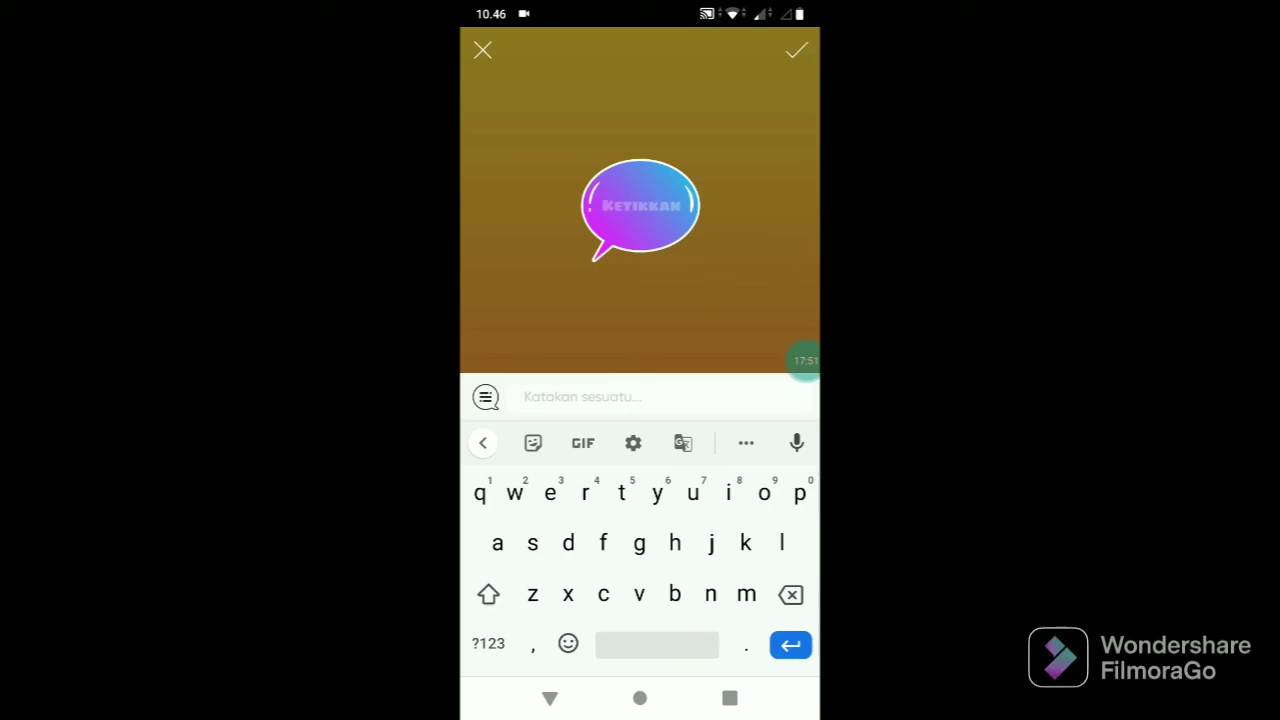 10.46
KETIKKAN
17:51
Katakan sesuatu...
GIF
1 2 3 4 5 6 7 8 9 0
q w e r t y u i o p
a s d f g h j k l
z x c v b n m
?123 , .
Wondershare
FilmoraGo